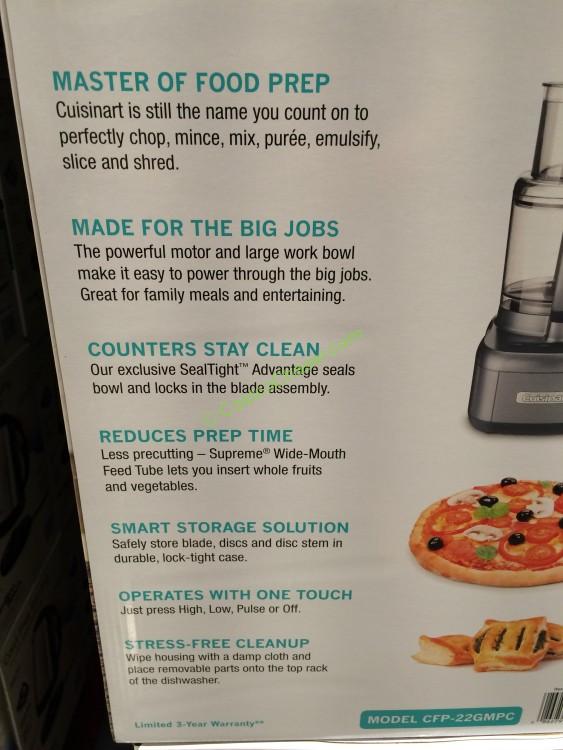 MASTER OF FOOD PREP
Cuisinart is still the name you count on to
perfectly chop, mince, mix, purée, emulsify,
slice and shred.
MADE FOR THE BIG JOBS
The powerful motor and large work bowl
make it easy to power through the big jobs.
Great for family meals and entertaining.
COUNTERS STAY CLEAN
Our exclusive SealTight™ Advantage seals
bowl and locks in the blade assembly.
REDUCES PREP TIME
Less precutting – Supreme® Wide-Mouth
Feed Tube lets you insert whole fruits
and vegetables.
SMART STORAGE SOLUTION
Safely store blade, discs and disc stem in
durable, lock-tight case.
OPERATES WITH ONE TOUCH
Just press High, Low, Pulse or Off.
STRESS-FREE CLEANUP
Wipe housing with a damp cloth and
place removable parts onto the top rack
of the dishwasher.
Limited 3-Year Warranty**
MODEL CFP-22GMPC